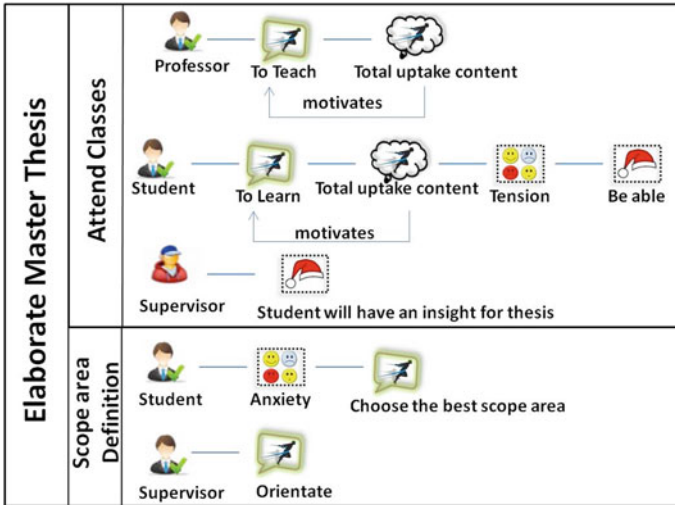 Elaborate Master Thesis
Attend Classes
Professor
To Teach
Total uptake content
motivates
Student
To Learn
Total uptake content
Tension
Be able
motivates
Supervisor
Student will have an insight for thesis
Scope area
Definition
Student
Anxiety
Choose the best scope area
Supervisor
Orientate